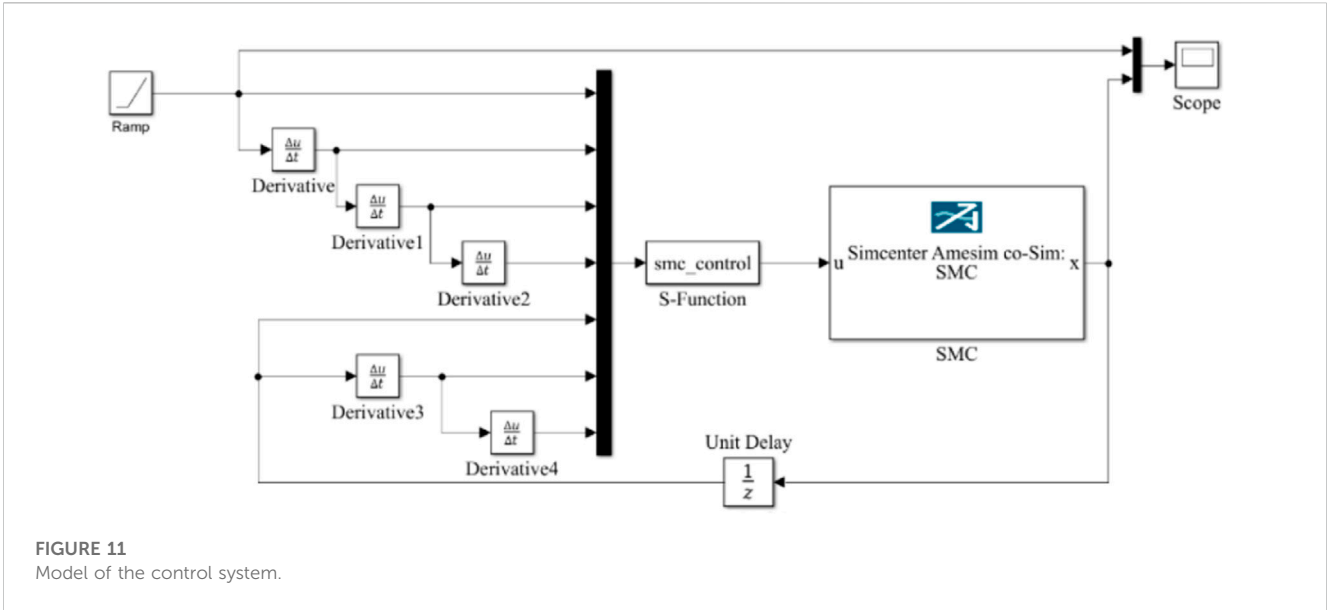 Ramp
Δu
Δt
Derivative
Δu
Δt
Derivative1
Δu
Δt
Derivative2
Δu
Δt
Derivative3
Δu
Δt
Derivative4
smc_control
S-Function
u
Simcenter Amesim co-Sim:
SMC
x
SMC
Scope
Unit Delay
1
z
FIGURE 11
Model of the control system.